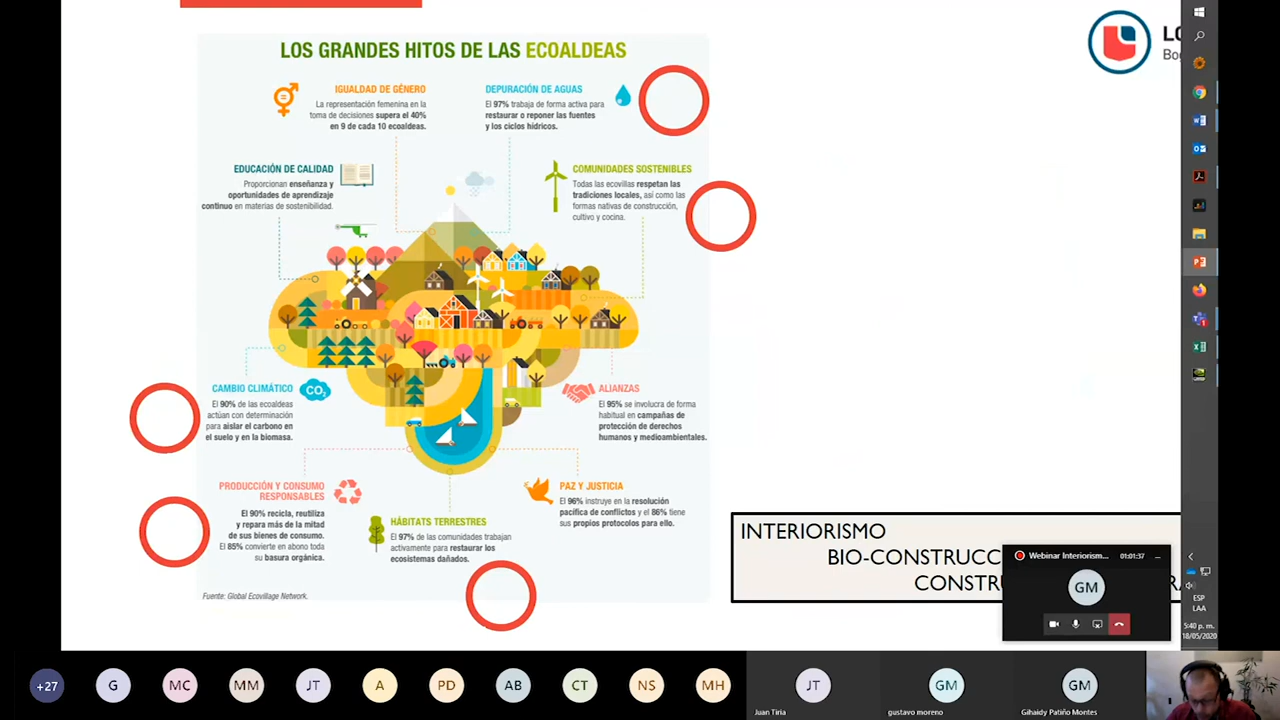 LOS GRANDES HITOS DE LAS ECOALDEAS
IGUALDAD DE GÉNERO
La representación femenina en la
toma de decisiones supera el 40%
en 9 de cada 10 ecoaldeas.
DEPURACIÓN DE AGUAS
El 97% trabaja de forma activa para
restaurar o reponer las fuentes
y los ciclos hídricos.
EDUCACIÓN DE CALIDAD
Proporcionan enseñanza y
oportunidades de aprendizaje
continuo en materias de sostenibilidad.
COMUNIDADES SOSTENIBLES
Todas las ecovillas respetan las
tradiciones locales, así como las
formas nativas de construcción,
cultivo y cocina.
CAMBIO CLIMÁTICO
CO2
El 90% de las ecoaldeas
actúan con determinación
para aislar el carbono en
el suelo y en la biomasa.
ALIANZAS
El 95% se involucra de forma
habitual en campañas de
protección de derechos
humanos y medioambientales.
PRODUCCIÓN Y CONSUMO
RESPONSABLES
El 90% recicla, reutiliza
y repara más de la mitad
de sus bienes de consumo.
El 85% convierte en abono toda
su basura orgánica.
HÁBITATS TERRESTRES
El 97% de las comunidades trabajan
activamente para restaurar los
ecosistemas dañados.
PAZ Y JUSTICIA
El 96% instruye en la resolución
pacífica de conflictos y el 86% tiene
sus propios protocolos para ello.
Fuente: Global Ecovillage Network.
INTERIORISMO
BIO-CONSTRUCC
CONSTRU
Webinar Interiorism... 01:01:37
GM
ESP
LAA
5:40 p. m.
18/05/2020
+27 G MC MM JT A PD AB CT NS MH JT GM GM
Juan Tiria gustavo moreno Gihaidy Patiño Montes